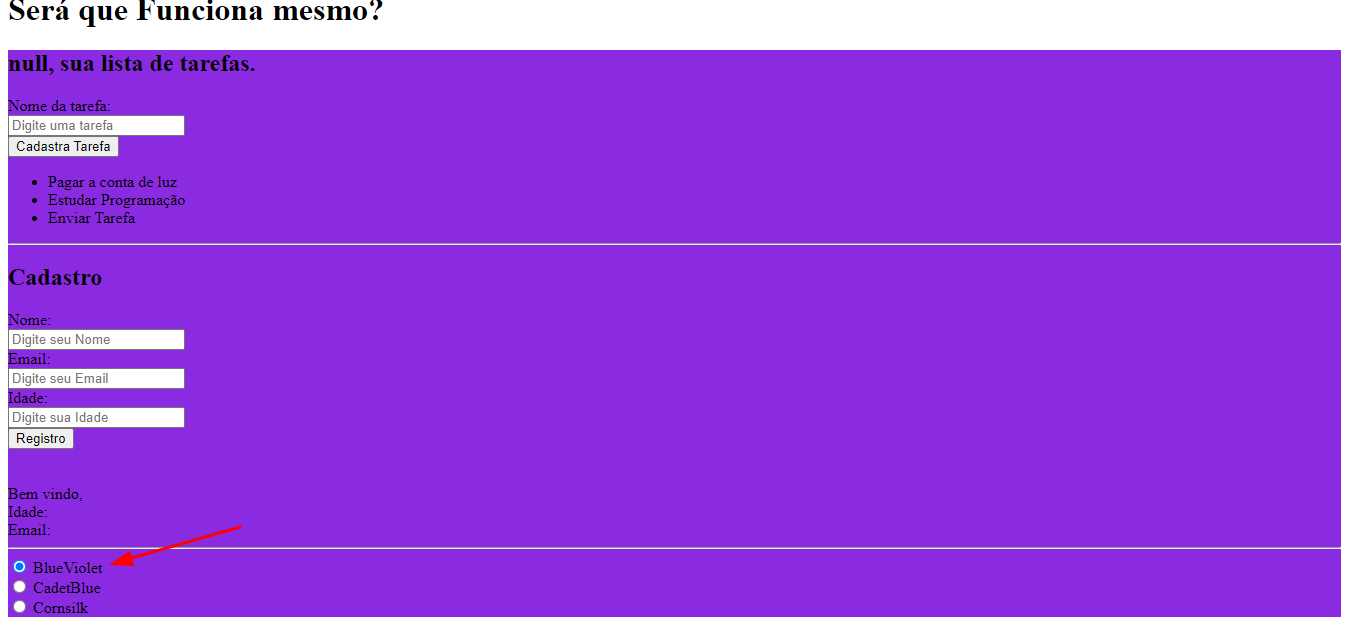 Será que Funciona mesmo?
null, sua lista de tarefas.
Nome da tarefa:
Digite uma tarefa
Cadastra Tarefa
Pagar a conta de luz
Estudar Programação
Enviar Tarefa
Cadastro
Nome:
Digite seu Nome
Email:
Digite seu Email
Idade:
Digite sua Idade
Registro
Bem vindo,
Idade:
Email:
BlueViolet
CadetBlue
Cornsilk